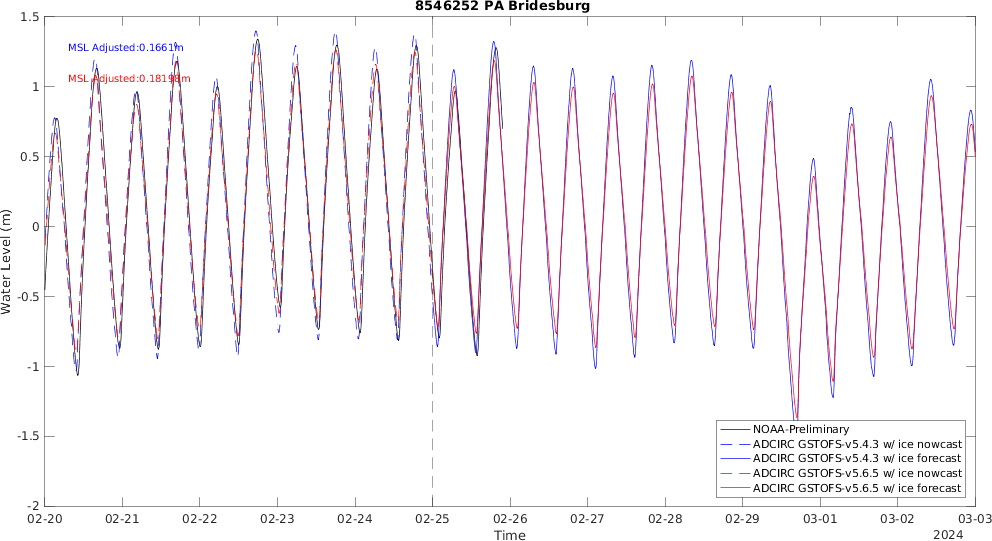 8546252 PA Bridesburg
1.5
MSL Adjusted:0.1661m
MSL Adjusted:0.18198m
1
0.5
0
-0.5
-1
-1.5
-2
Water Level (m)
NOAA-Preliminary
ADCIRC GSTOFS-v5.4.3 w/ ice nowcast
ADCIRC GSTOFS-v5.4.3 w/ ice forecast
ADCIRC GSTOFS-v5.6.5 w/ ice nowcast
ADCIRC GSTOFS-v5.6.5 w/ ice forecast
02-20 02-21 02-22 02-23 02-24 02-25 02-26 02-27 02-28 02-29 03-01 03-02 03-03
Time
2024